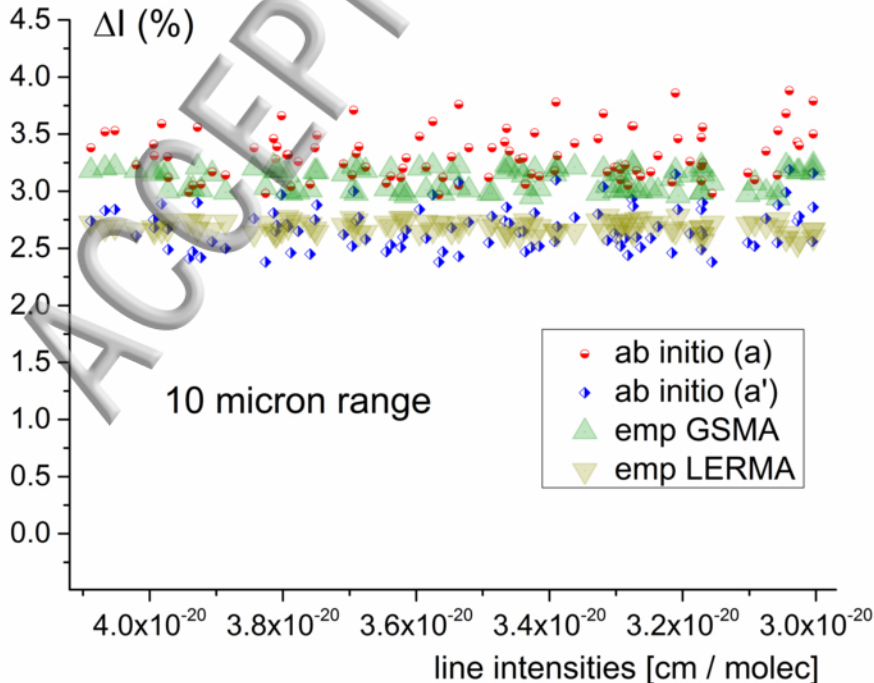 ΔI (%)
4.5
4.0
3.5
3.0
2.5
2.0
1.5
1.0
0.5
0.0
ACCEPT
10 micron range
ab initio (a)
ab initio (a')
emp GSMA
emp LERMA
4.0x10⁻²⁰ 3.8x10⁻²⁰ 3.6x10⁻²⁰ 3.4x10⁻²⁰ 3.2x10⁻²⁰ 3.0x10⁻²⁰
line intensities [cm / molec]